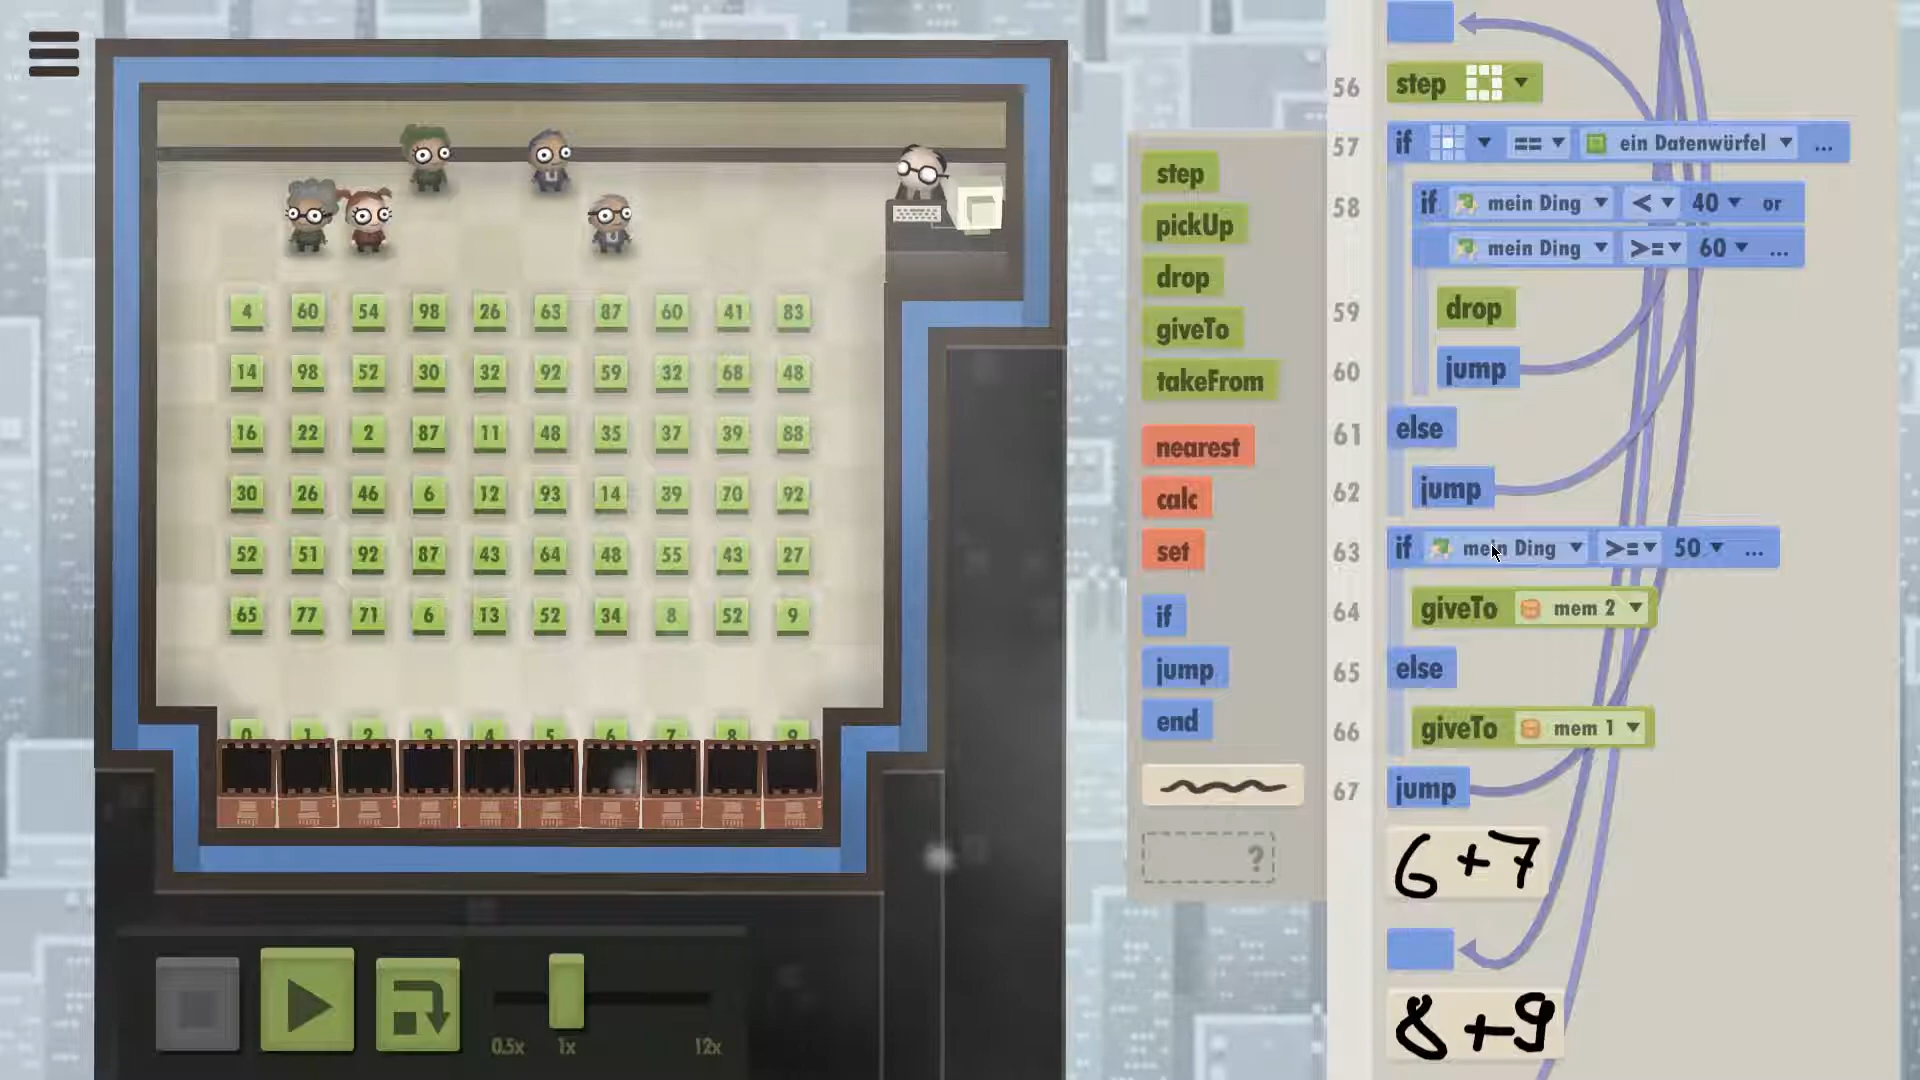 4 60 54 98 26 63 87 60 41 83
14 98 52 30 32 92 59 32 68 48
16 22 2 87 11 48 35 37 39 88
30 26 46 6 12 93 14 39 70 92
52 51 92 87 43 64 48 55 43 27
65 77 71 6 13 52 34 8 52 9
0 1 2 3 4 5 6 7 8 9
0.5x 1x 12x
step
pickUp
drop
giveTo
takeFrom
nearest
calc
set
if
jump
end
?
56 step
57 if == ein Datenwürfel ...
58 if mein Ding < 40 or
mein Ding >= 60 ...
59 drop
60 jump
61 else
62 jump
63 if mein Ding >= 50 ...
64 giveTo mem 2
65 else
66 giveTo mem 1
67 jump
6+7
8+9